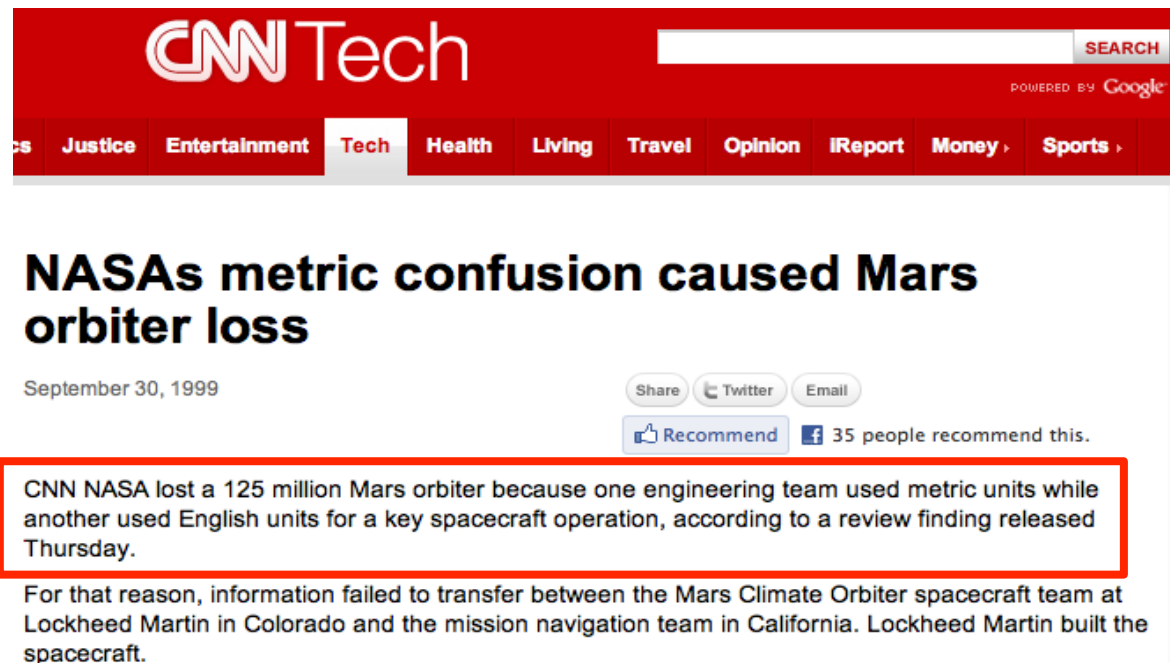 CNN Tech
SEARCH
POWERED BY Google
cs Justice Entertainment Tech Health Living Travel Opinion iReport Money Sports
NASAs metric confusion caused Mars
orbiter loss
September 30, 1999
Share Twitter Email
Recommend 35 people recommend this.
CNN NASA lost a 125 million Mars orbiter because one engineering team used metric units while
another used English units for a key spacecraft operation, according to a review finding released
Thursday.
For that reason, information failed to transfer between the Mars Climate Orbiter spacecraft team at
Lockheed Martin in Colorado and the mission navigation team in California. Lockheed Martin built the
spacecraft.